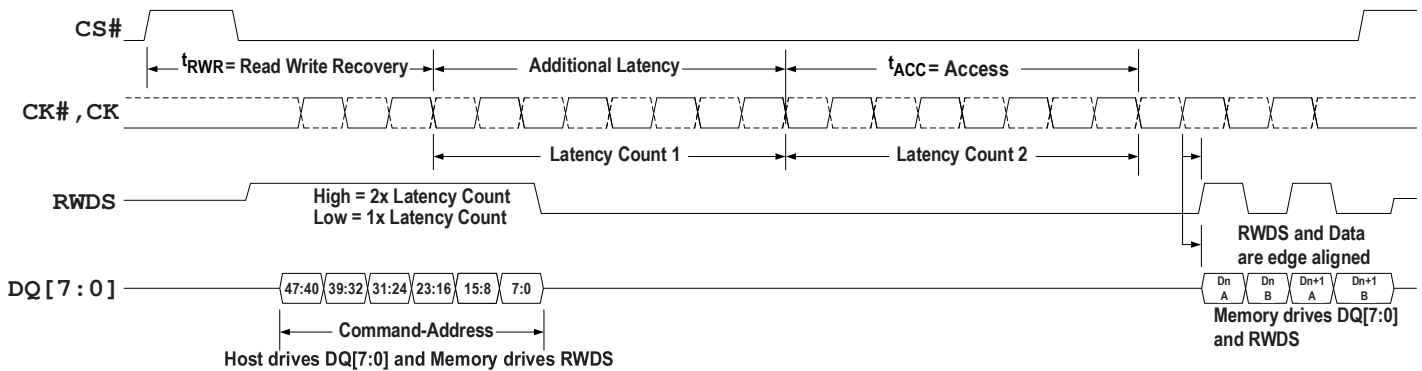 CS#
tRWR= Read Write Recovery
Additional Latency
tACC= Access
CK#,CK
Latency Count 1
Latency Count 2
RWDS
High = 2x Latency Count
Low = 1x Latency Count
RWDS and Data
are edge aligned
DQ[7:0]
47:40 39:32 31:24 23:16 15:8 7:0
Dn Dn Dn+1 Dn+1
A B A B
Command-Address
Host drives DQ[7:0] and Memory drives RWDS
Memory drives DQ[7:0]
and RWDS